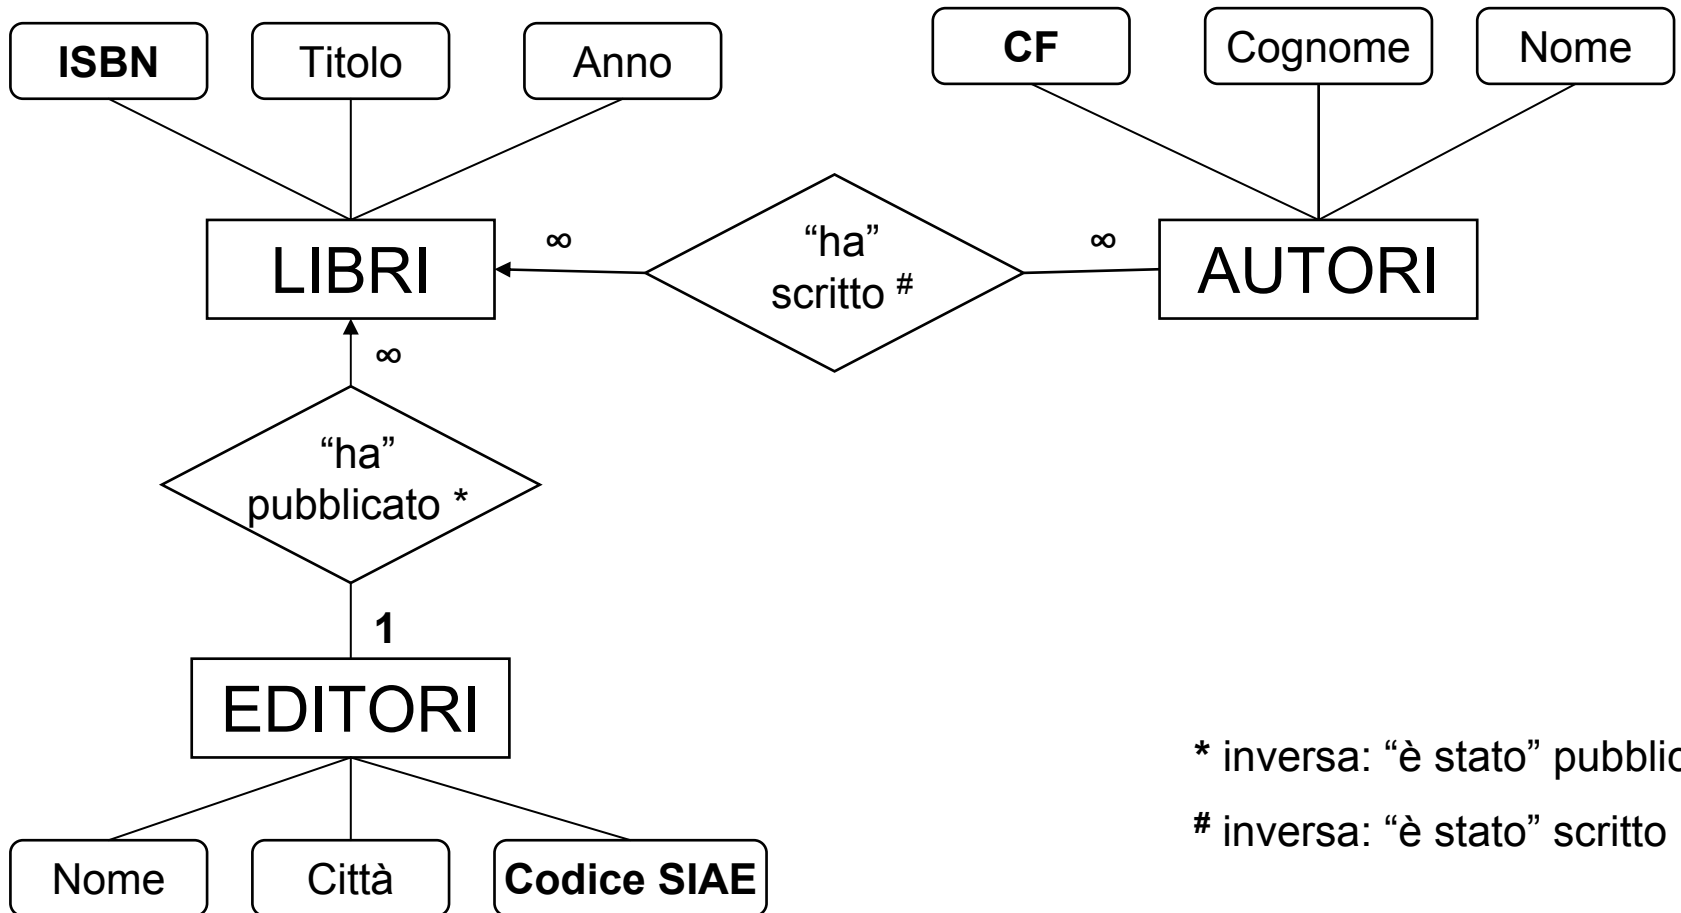 ISBN
Titolo
Anno
CF
Cognome
Nome
LIBRI
∞
“ha”
scritto #
∞
AUTORI
∞
“ha”
pubblicato *
1
EDITORI
* inversa: “è stato”
# inversa: “è stato” scritto
Nome
Città
Codice SIAE